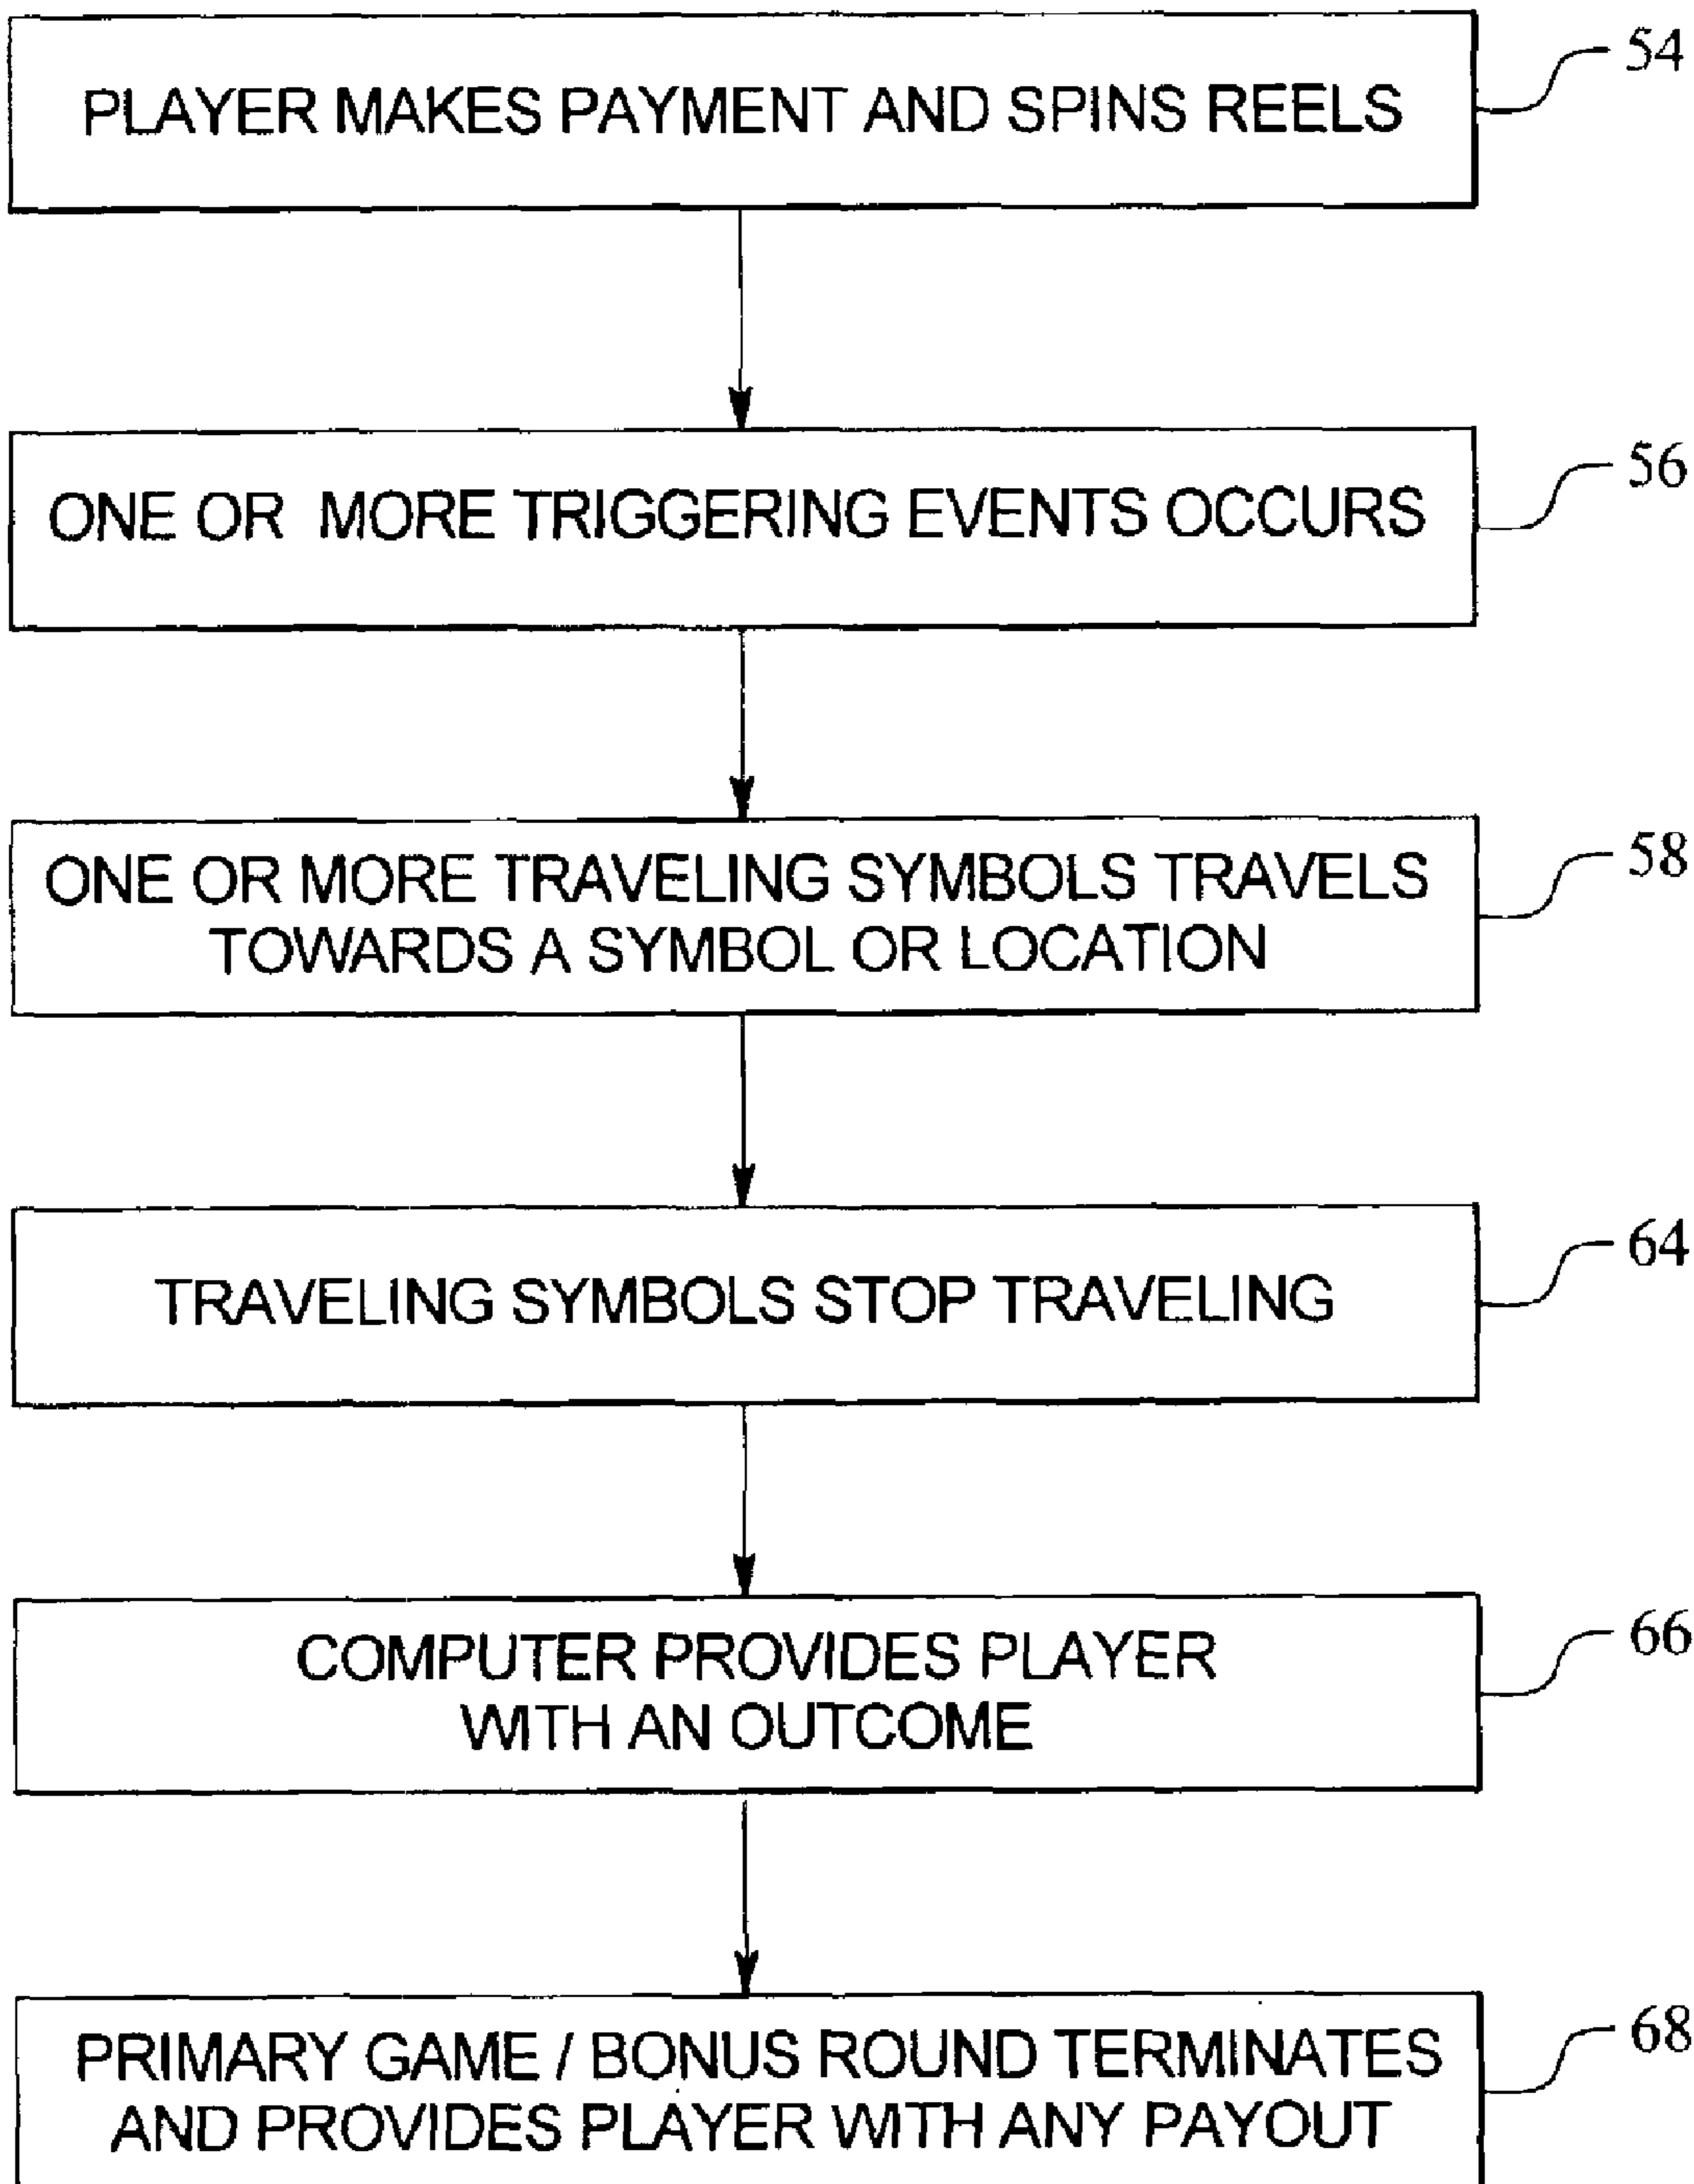 PLAYER MAKES PAYMENT AND SPINS REELS
54
ONE OR MORE TRIGGERING EVENTS OCCURS
56
ONE OR MORE TRAVELING SYMBOLS TRAVELS
TOWARDS A SYMBOL OR LOCATION
58
TRAVELING SYMBOLS STOP TRAVELING
64
COMPUTER PROVIDES PLAYER
WITH AN OUTCOME
66
PRIMARY GAME / BONUS ROUND TERMINATES
AND PROVIDES PLAYER WITH ANY PAYOUT
68